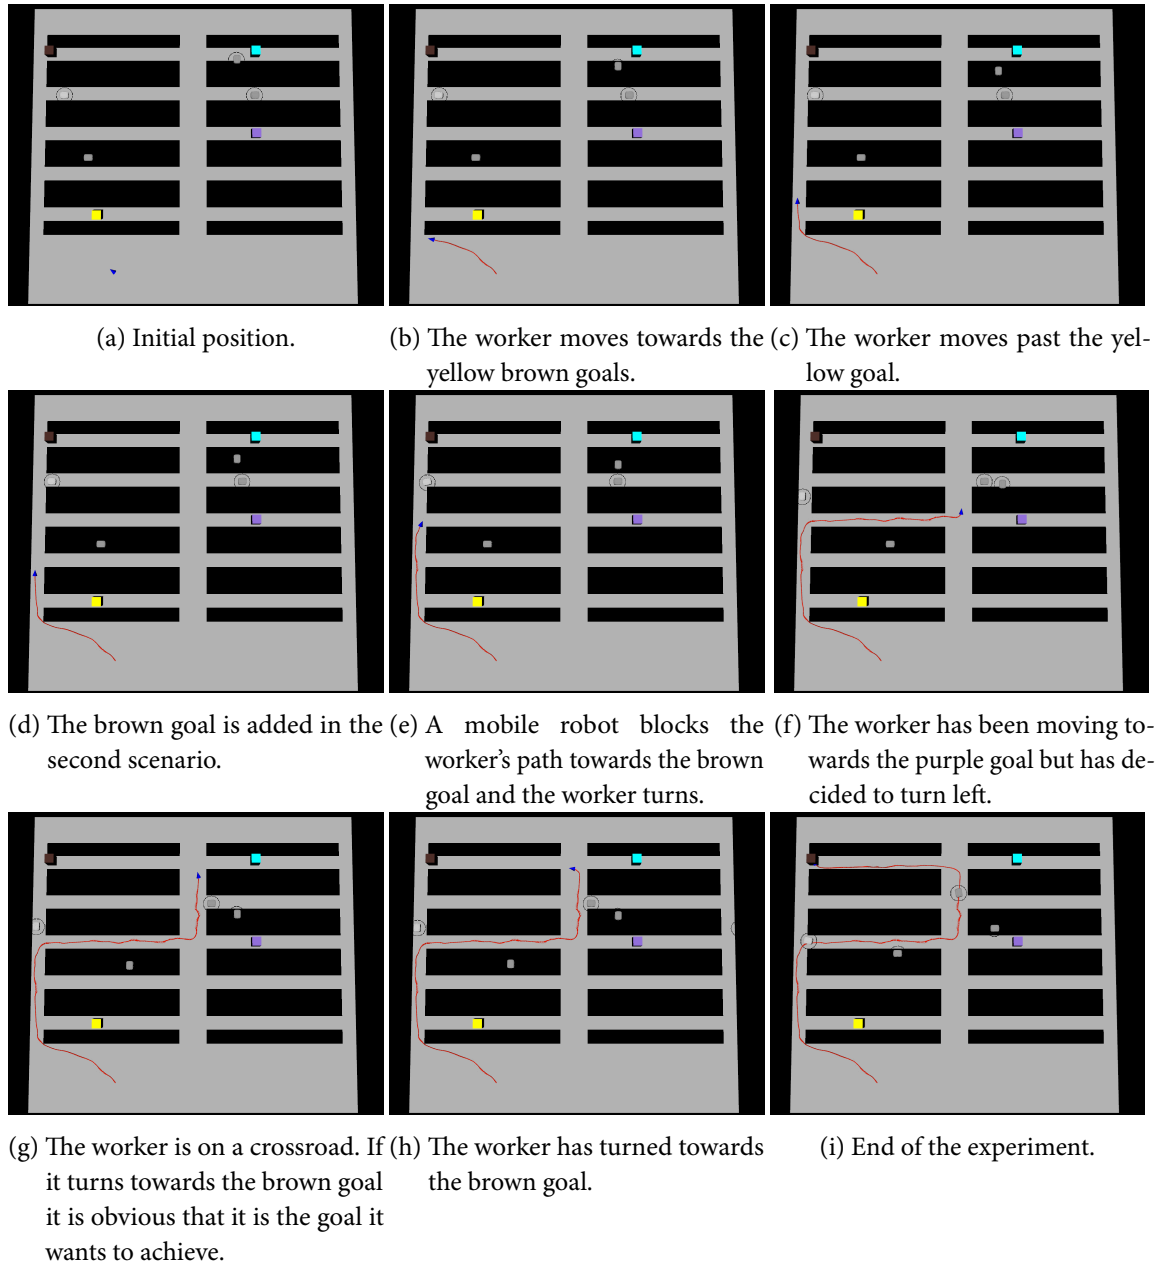 (a) Initial position.
(b) The worker moves towards the
yellow brown goals.
(c) The worker moves past the yel-
low goal.
(d) The brown goal is added in the
second scenario.
(e) A mobile robot blocks the
worker's path towards the brown
goal and the worker turns.
(f) The worker has been moving to-
wards the purple goal but has de-
cided to turn left.
(g) The worker is on a crossroad. If
it turns towards the brown goal
it is obvious that it is the goal it
wants to achieve.
(h) The worker has turned towards
the brown goal.
(i) End of the experiment.